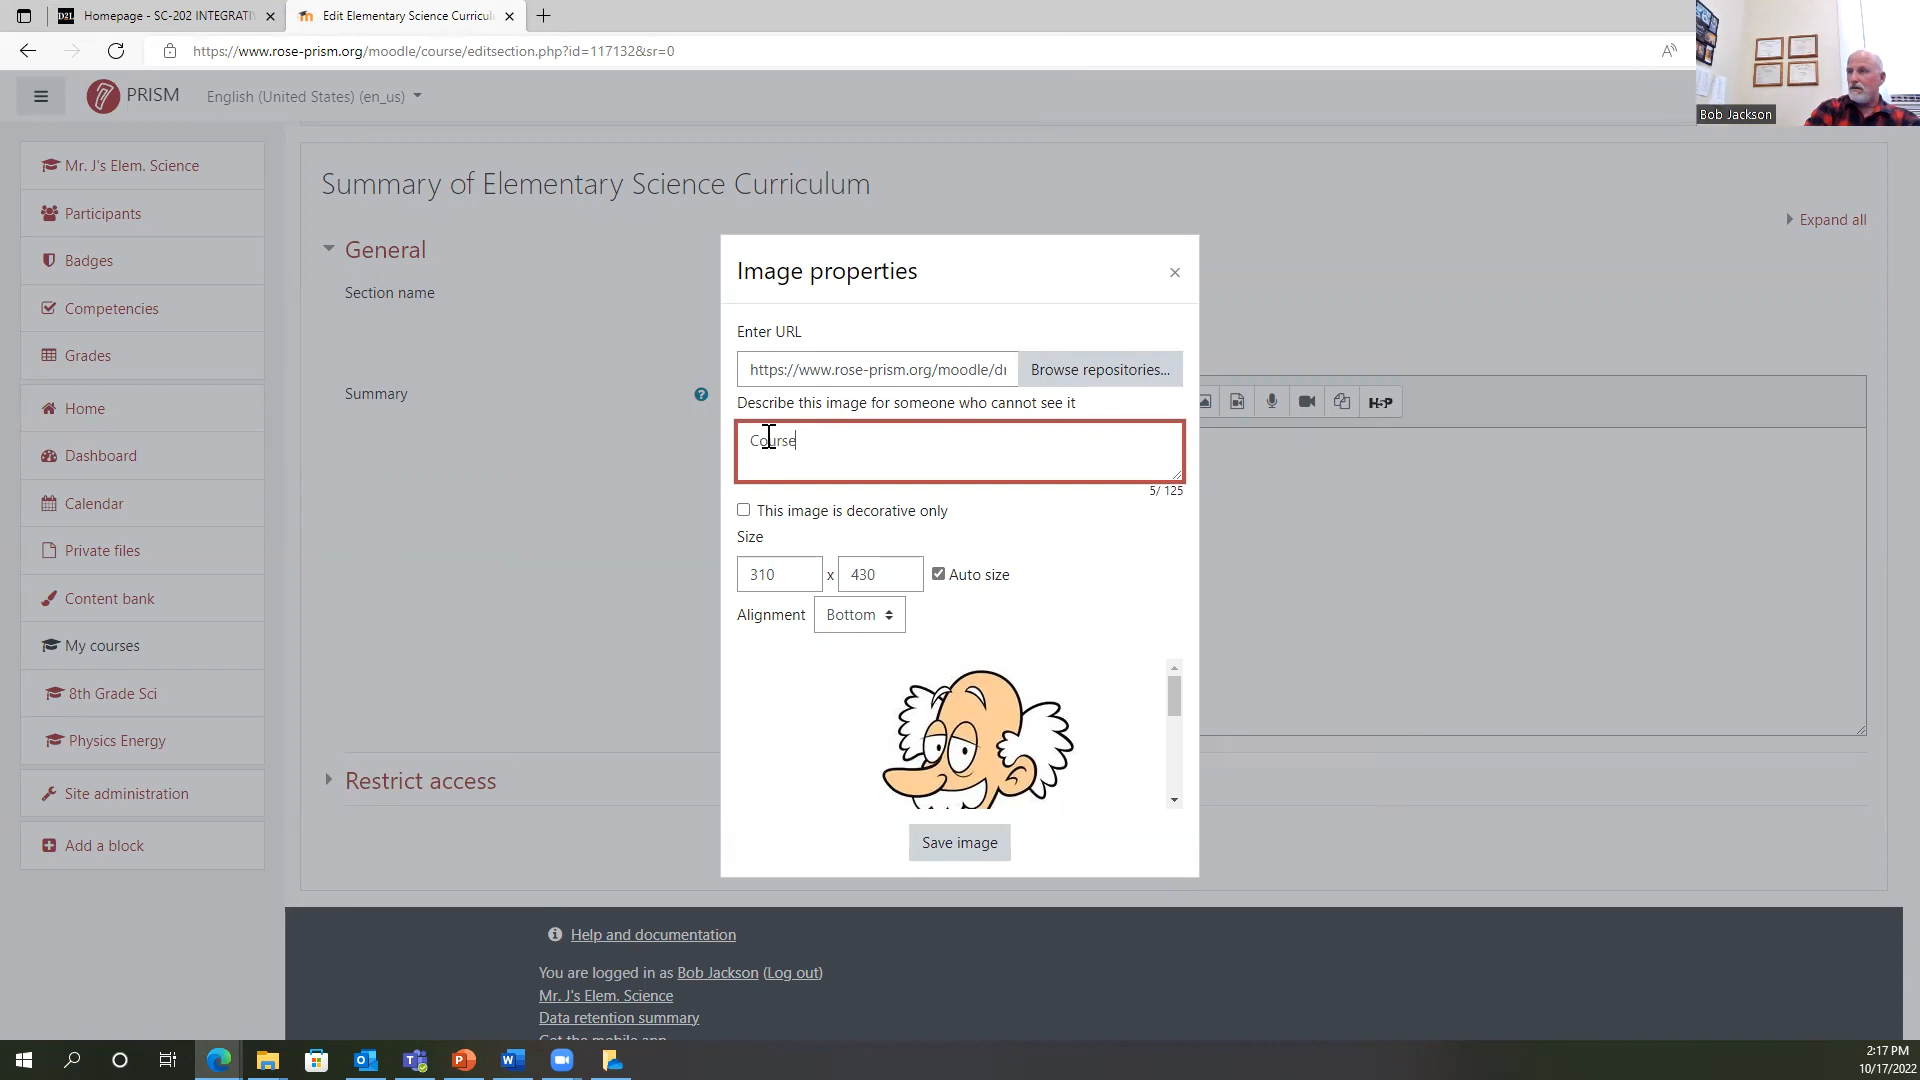 Homepage - SC-202 INTEGRATI
Edit Elementary Science Curricul
https://www.rose-prism.org/moodle/course/editsection.php?id=117132&sr=0
PRISM
English (United States) (en_us)
Bob Jackson
Mr. J's Elem. Science
Participants
Badges
Competencies
Grades
Home
Dashboard
Calendar
Private files
Content bank
My courses
8th Grade Sci
Physics Energy
Site administration
Add a block
Summary of Elementary Science Curriculum
Expand all
General
Section name
Summary
H-P
Restrict access
Image properties
Enter URL
https://www.rose-prism.org/moodle/dr
Browse repositories...
Describe this image for someone who cannot see it
Course
5/ 125
This image is decorative only
Size
310 x 430 Auto size
Alignment Bottom
Save image
Help and documentation
You are logged in as Bob Jackson (Log out)
Mr. J's Elem. Science
Data retention summary
Get the mobile app
2:17 PM
10/17/2022